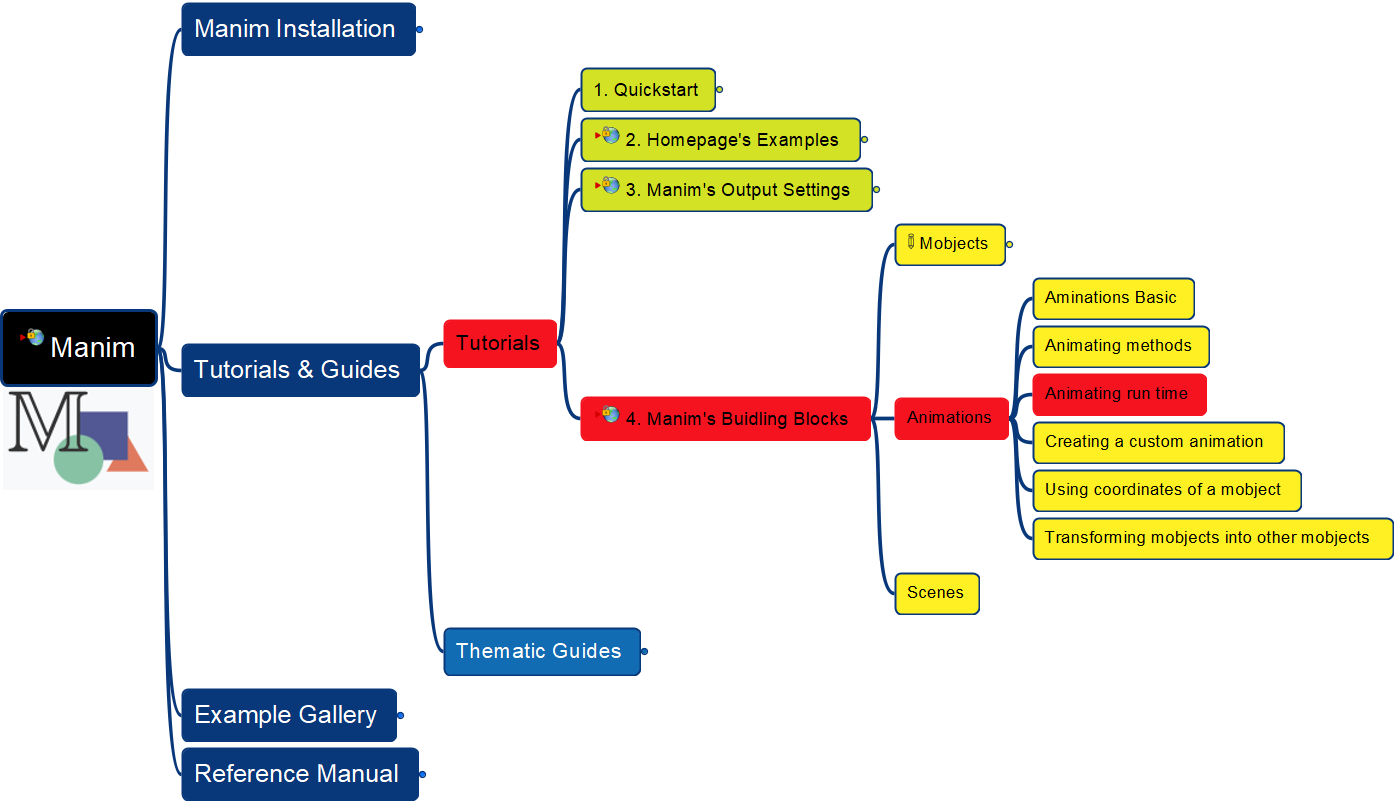 Manim Installation
1. Quickstart
2. Homepage's Examples
3. Manim's Output Settings
Mobjects
Aminations Basic
Animating methods
Manim
Tutorials & Guides
Tutorials
Animating run time
4. Manim's Buidling Blocks
Animations
Creating a custom animation
Using coordinates of a mobject
Transforming mobjects into other mobjects
M
Scenes
Thematic Guides
Example Gallery
Reference Manual